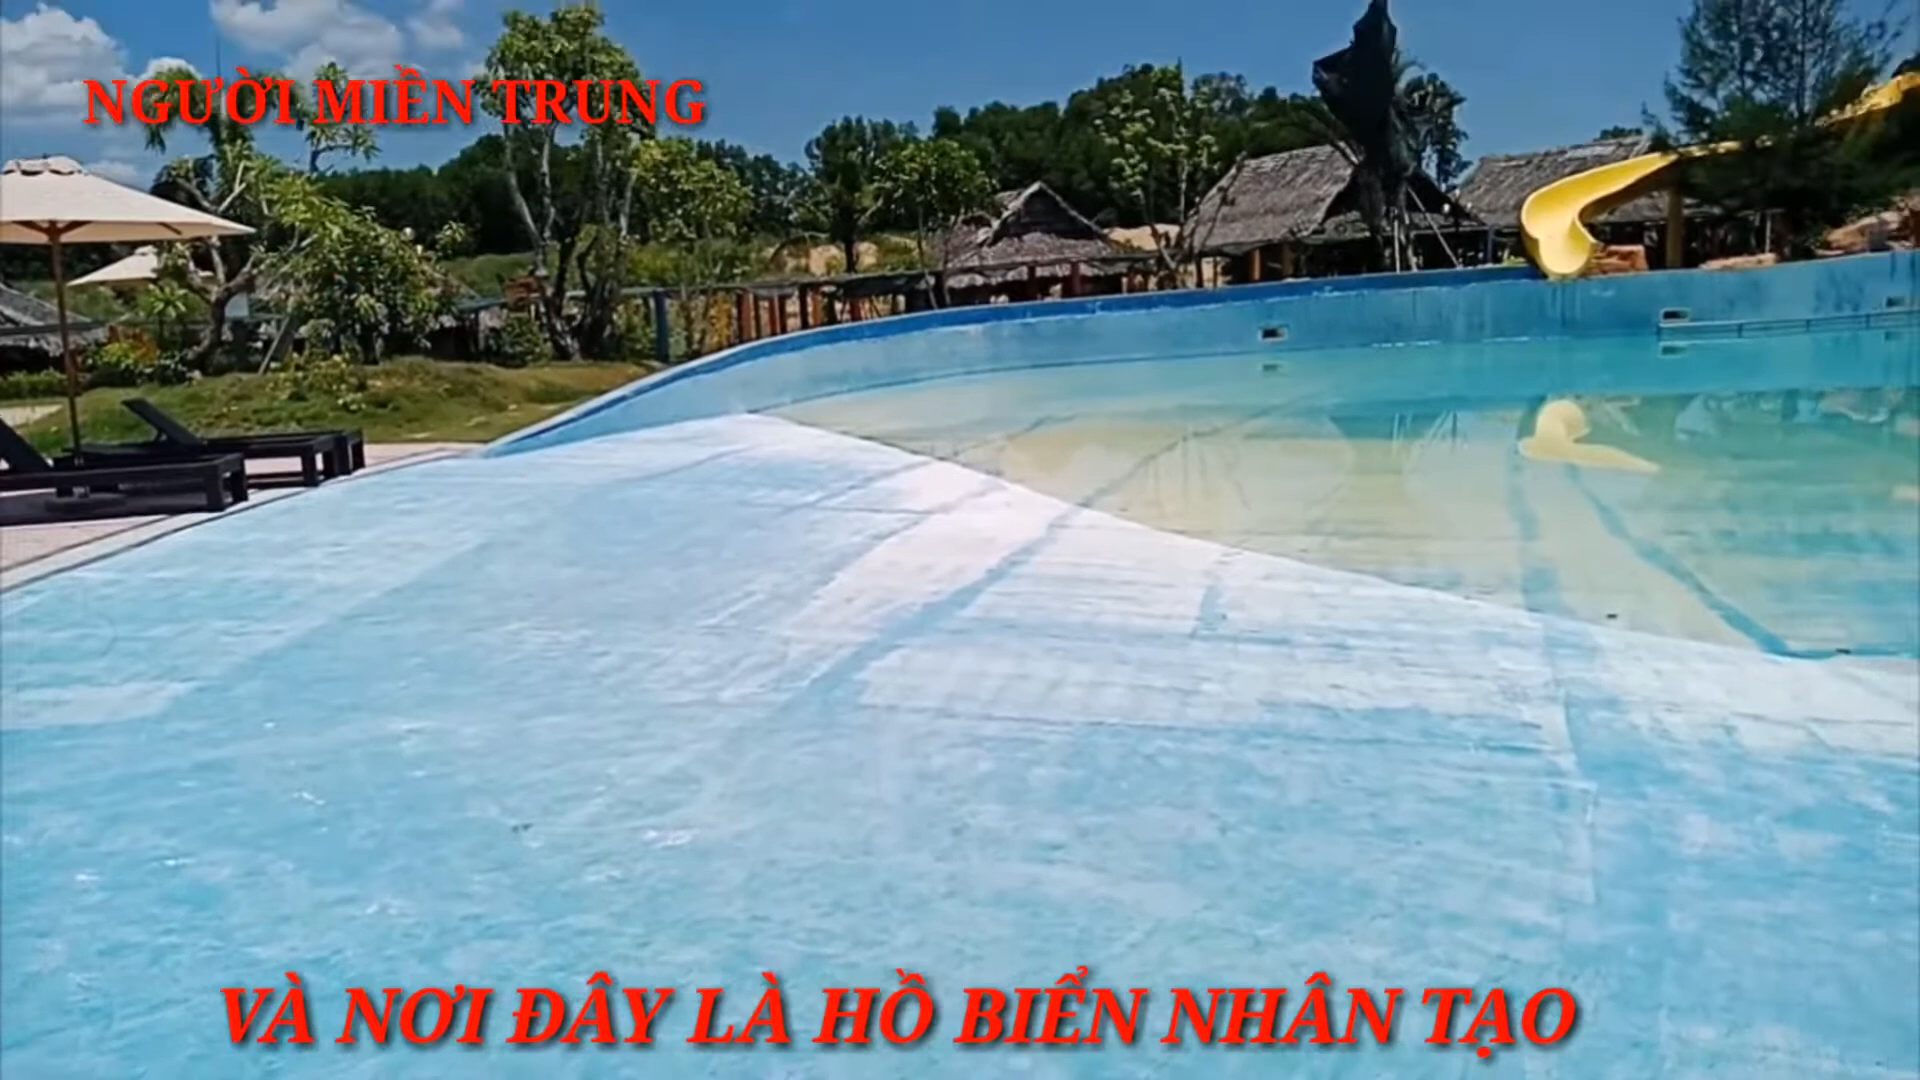 NGƯỜI MIỀN TRUNG
VÀ NƠI ĐÂY LÀ HỒ BIỂN NHÂN TẠO